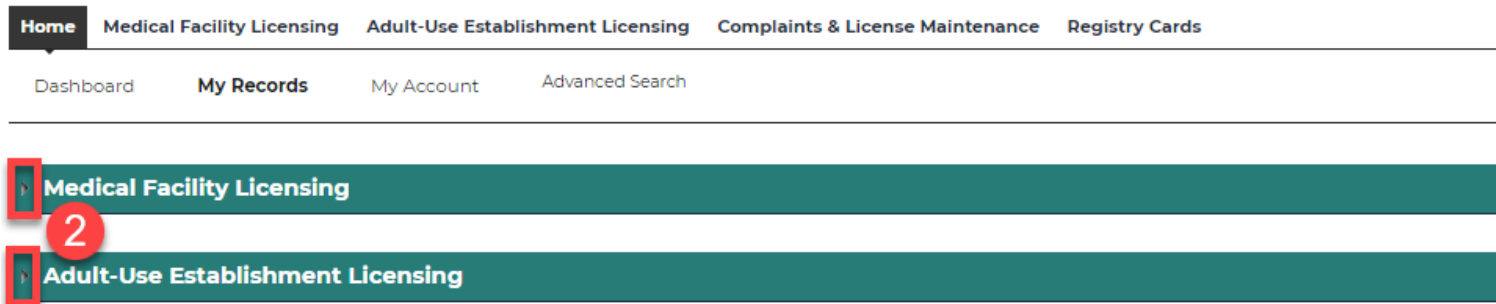 Home Medical Facility Licensing Adult-Use Establishment Licensing Complaints & License Maintenance Registry Cards
Dashboard My Records My Account Advanced Search
Medical Facility Licensing
2
Adult-Use Establishment Licensing